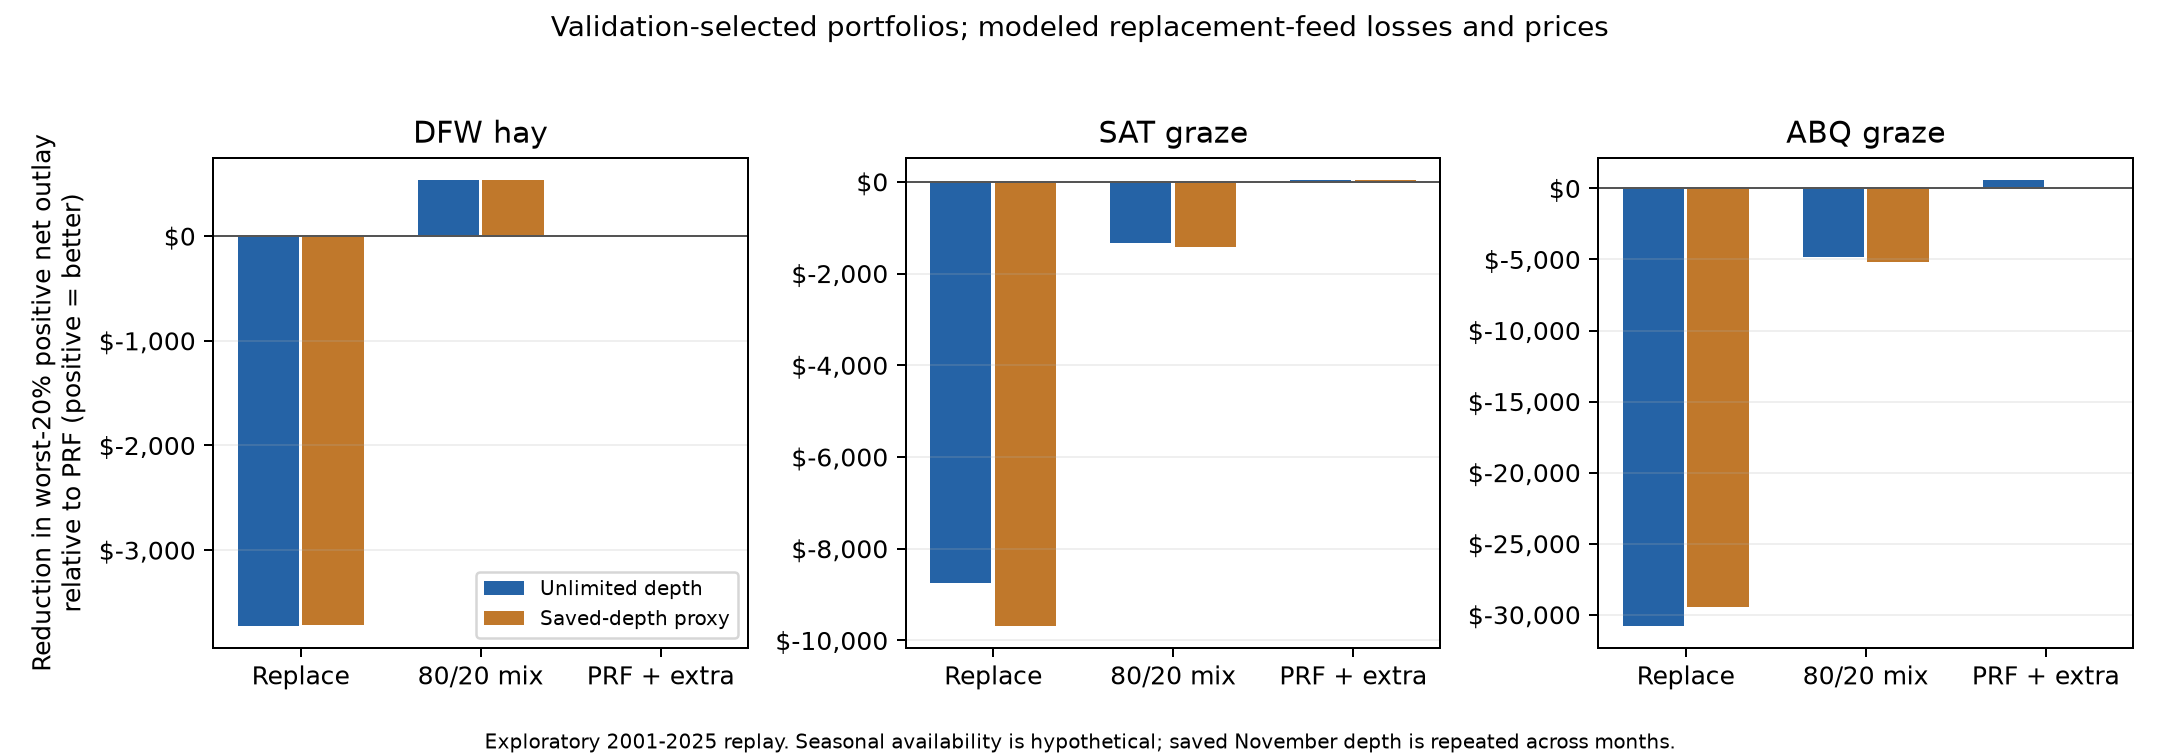 Validation-selected portfolios; modeled replacement-feed losses and prices
Reduction in worst-20% positive net outlay
relative to PRF (positive = better)
DFW hay
$0
$-1,000
$-2,000
$-3,000
Unlimited depth
Saved-depth proxy
Replace
80/20 mix
PRF + extra
SAT graze
$0
$-2,000
$-4,000
$-6,000
$-8,000
$-10,000
Replace
80/20 mix
PRF + extra
ABQ graze
$0
$-5,000
$-10,000
$-15,000
$-20,000
$-25,000
$-30,000
Replace
80/20 mix
PRF + extra
Exploratory 2001-2025 replay. Seasonal availability is hypothetical; saved November depth is repeated across months.